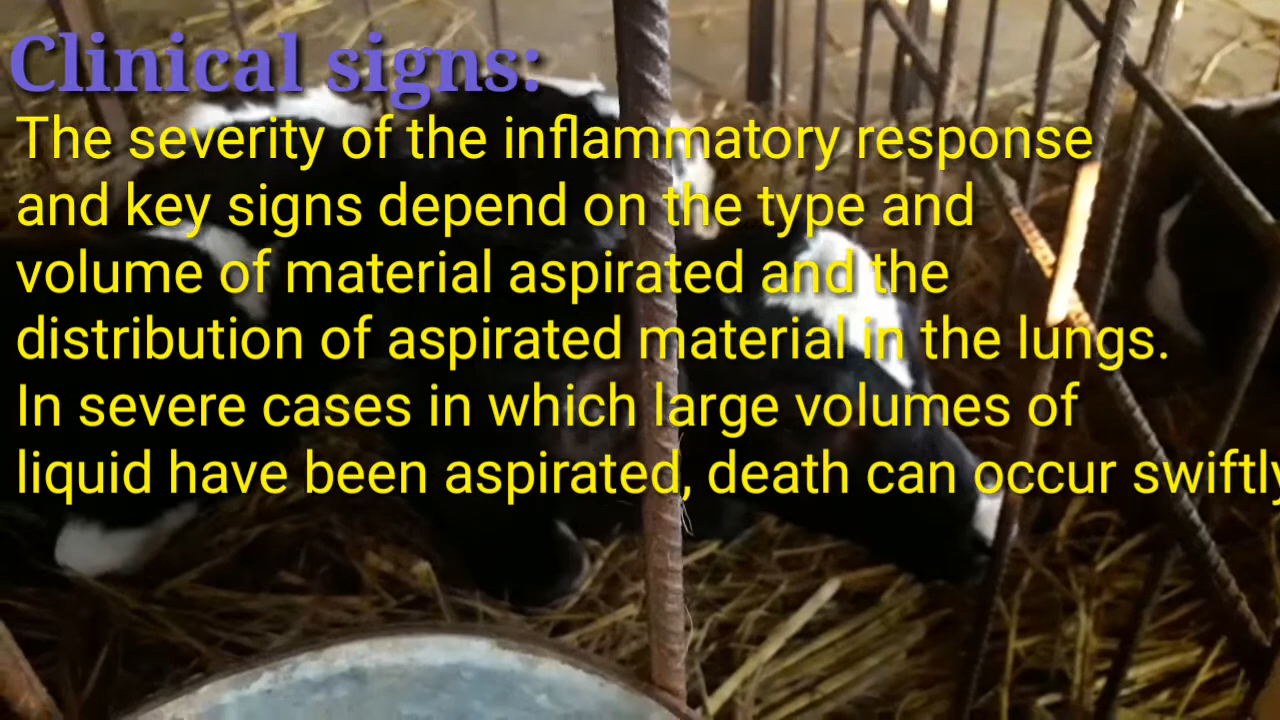 Clinical signs:
The severity of the inflammatory response
and key signs depend on the type and
volume of material aspirated and the
distribution of aspirated material in the lungs.
In severe cases in which large volumes of
liquid have been aspirated, death can occur swiftly